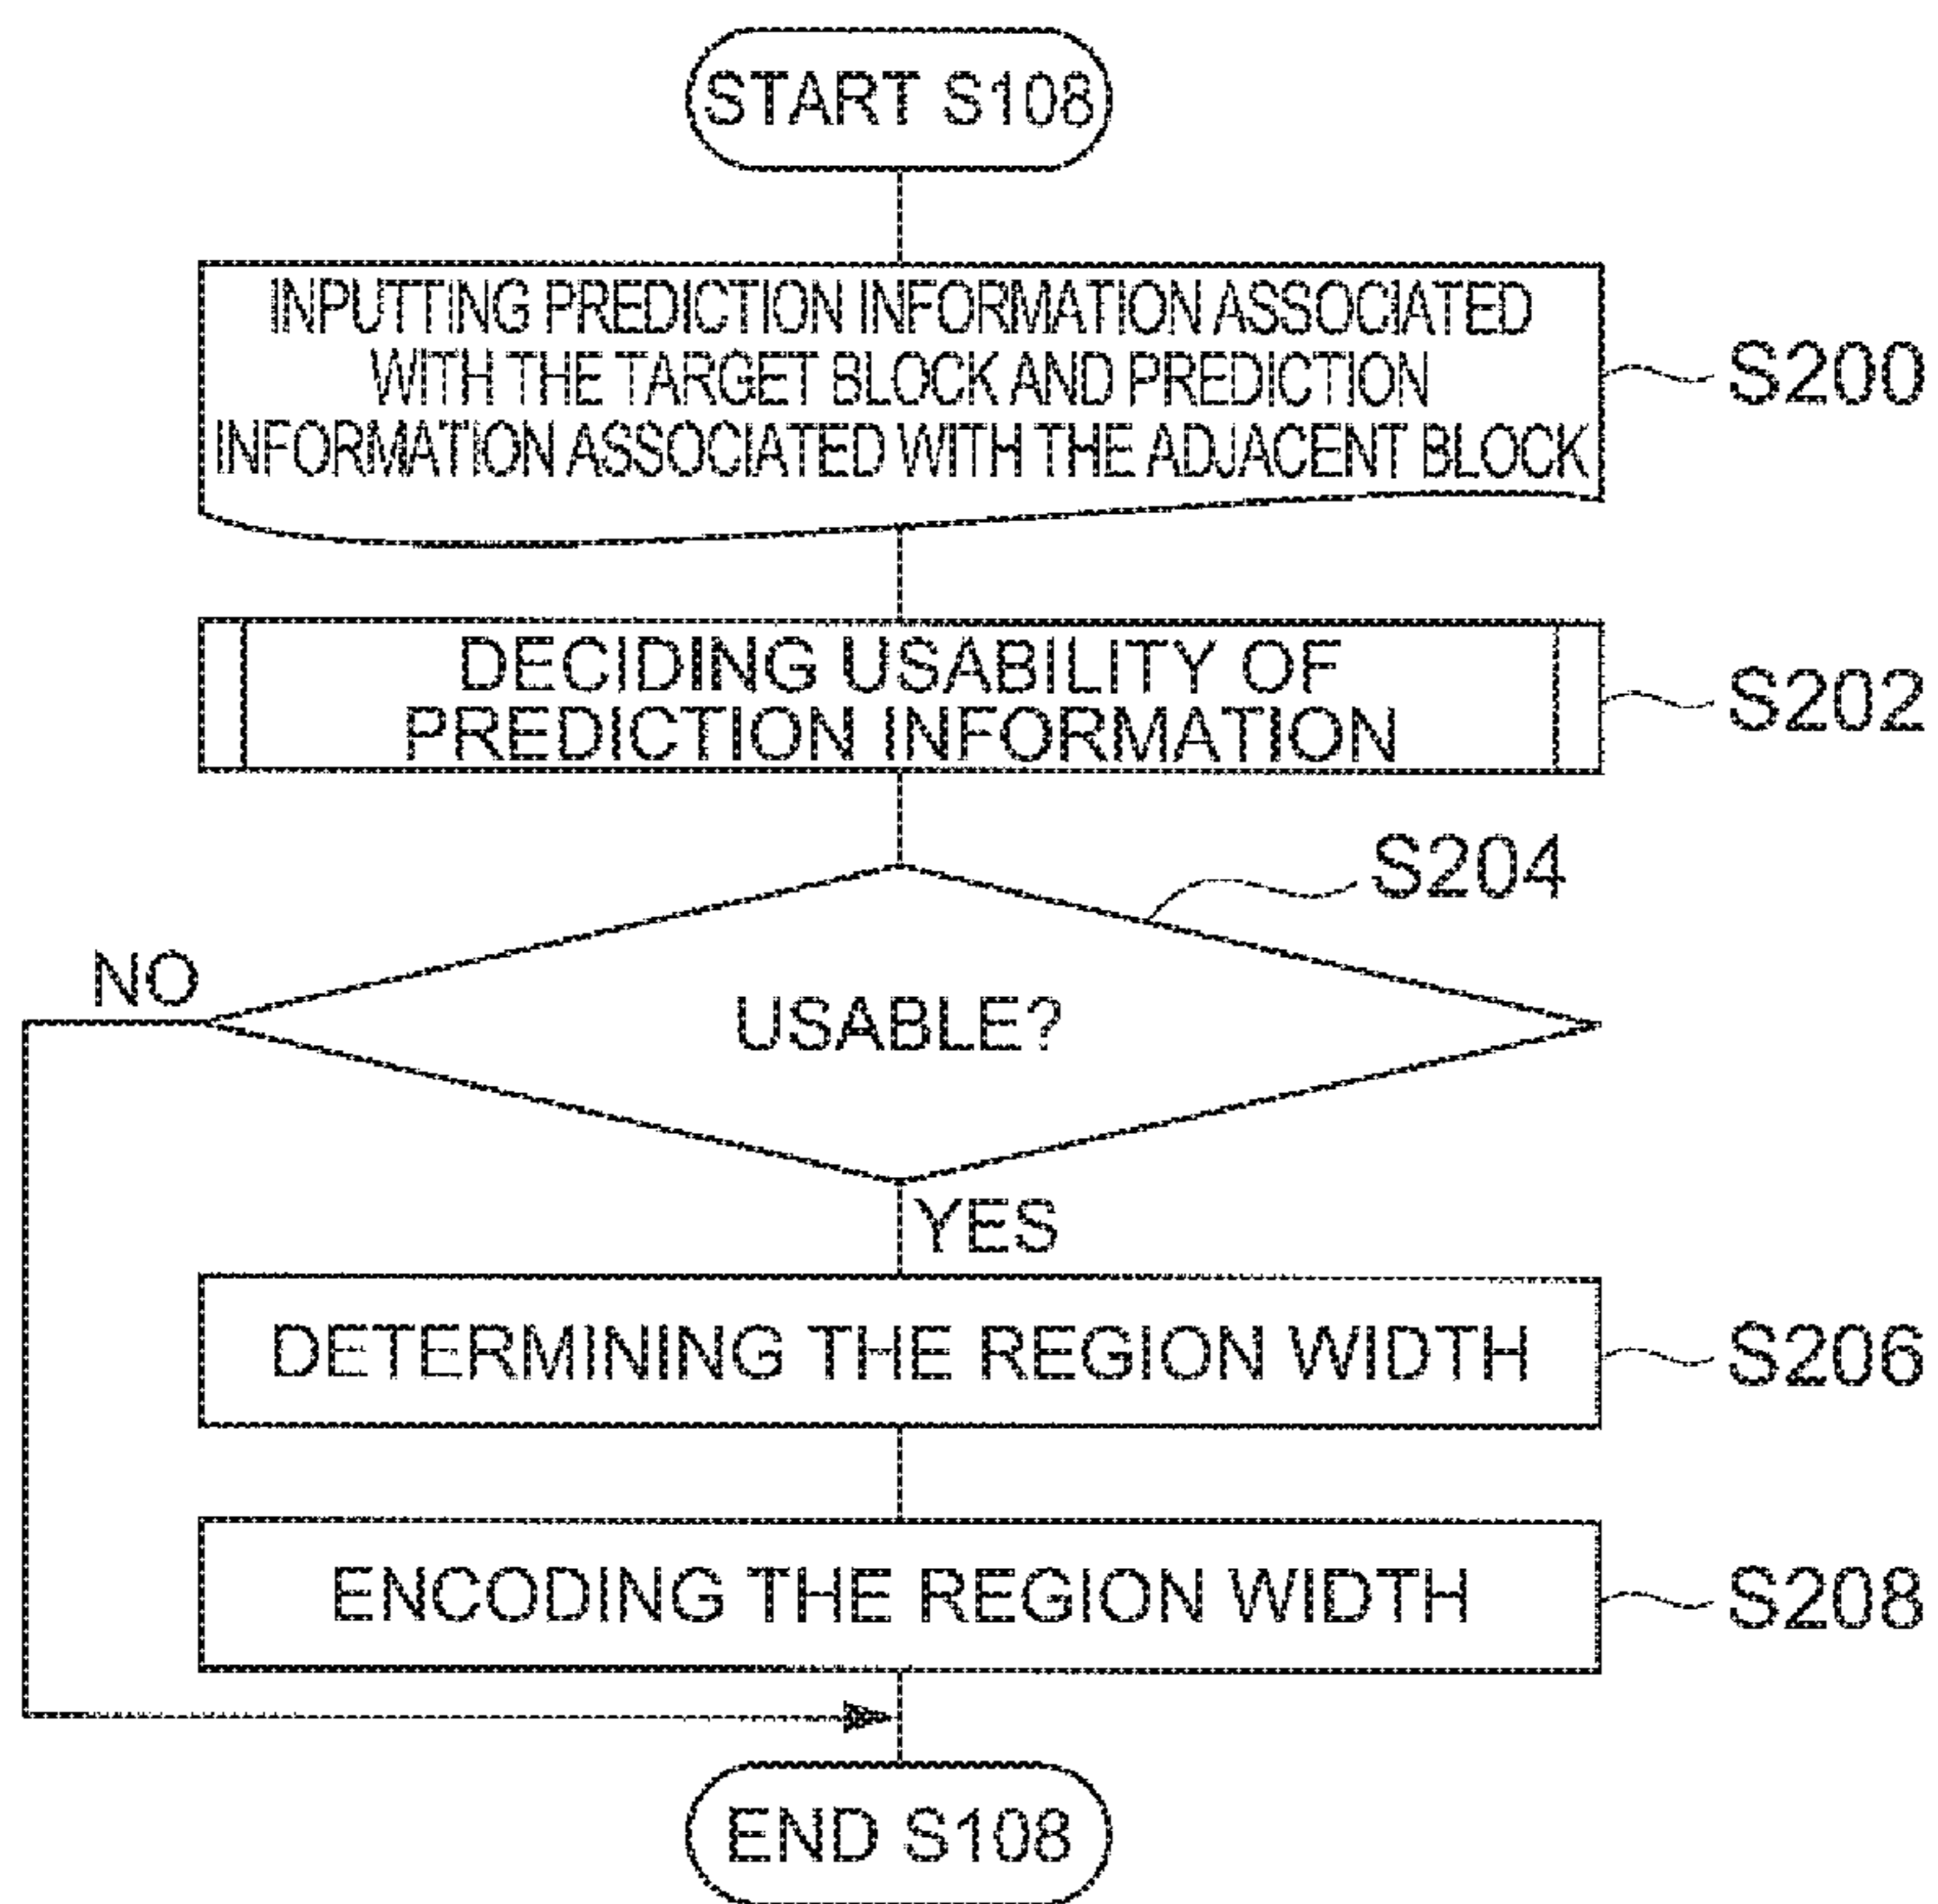 START S108
INPUTTING PREDICTION INFORMATION ASSOCIATED
WITH THE TARGET BLOCK AND PREDICTION
INFORMATION ASSOCIATED WITH THE ADJACENT BLOCK
S200
DECIDING USABILITY OF
PREDICTION INFORMATION
S202
S204
NO
USABLE?
YES
DETERMINING THE REGION WIDTH
S206
ENCODING THE REGION WIDTH
S208
END S108